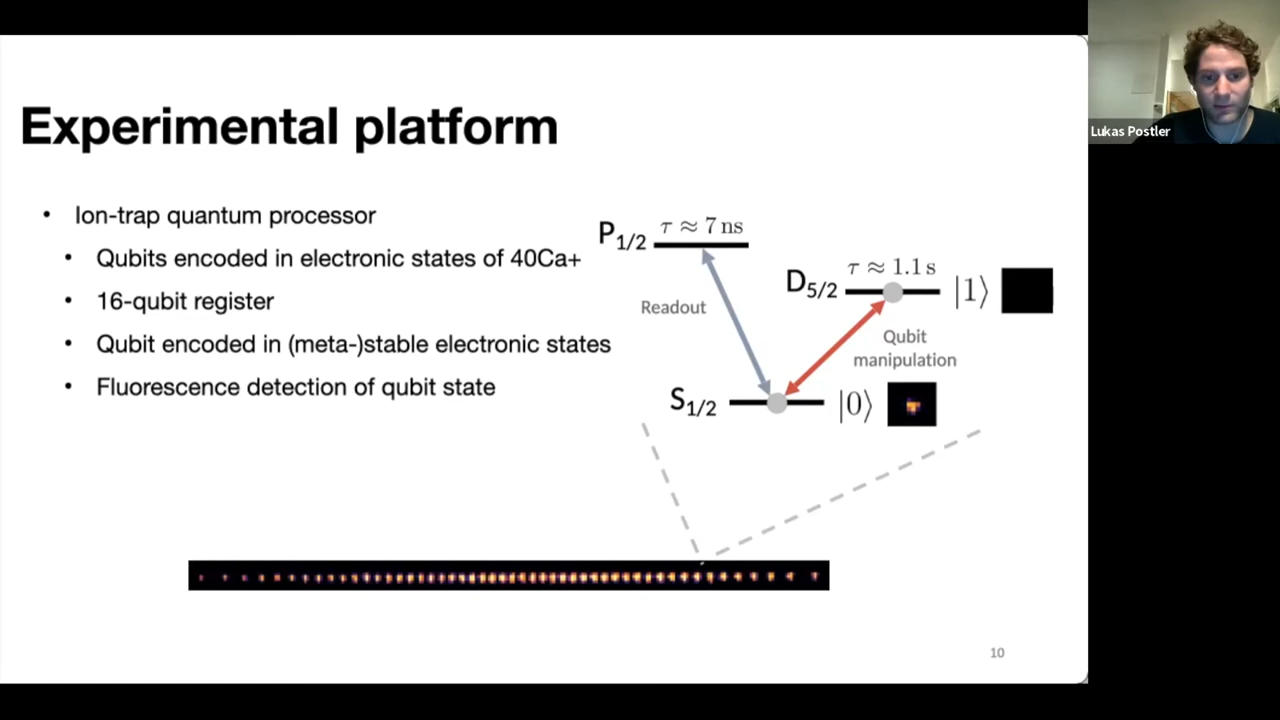 Experimental platform
Lukas Postler
• Ion-trap quantum processor
• Qubits encoded in electronic states of 40Ca+
• 16-qubit register
• Qubit encoded in (meta-)stable electronic states
• Fluorescence detection of qubit state
P1/2 τ ≈ 7 ns
D5/2 τ ≈ 1.1 s |1⟩
Readout
Qubit
manipulation
S1/2 |0⟩
10